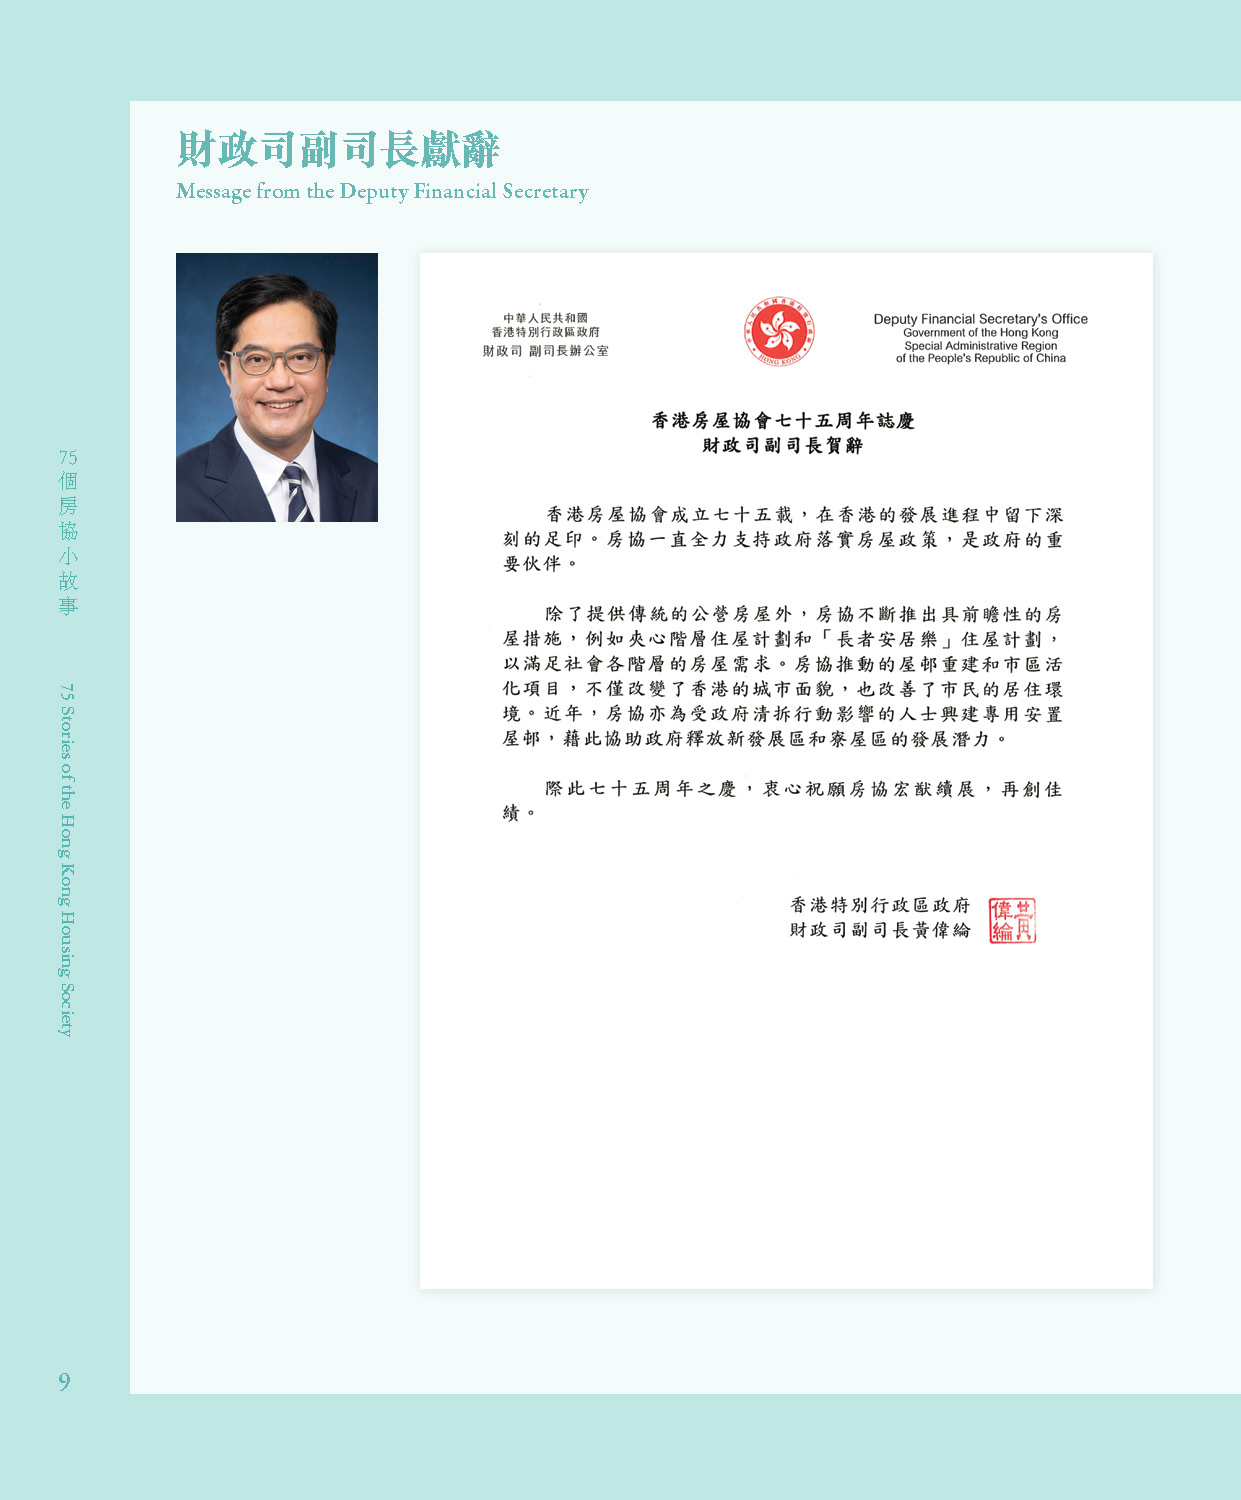 財政司副司長獻辭
Message from the Deputy Financial Secretary
中華人民共和國
香港特別行政區政府
財政司 副司長辦公室
HONG KONG
Deputy Financial Secretary's Office
Government of the Hong Kong
Special Administrative Region
of the People's Republic of China
香港房屋協會七十五周年誌慶
財政司副司長賀辭
香港房屋協會成立七十五載，在香港的發展進程中留下深
刻的足印。房協一直全力支持政府落實房屋政策，是政府的重
要伙伴。
除了提供傳統的公營房屋外，房協不斷推出具前瞻性的房
屋措施，例如夾心階層住屋計劃和「長者安居樂」住屋計劃，
以滿足社會各階層的房屋需求。房協推動的屋邨重建和市區活
化項目，不僅改變了香港的城市面貌，也改善了市民的居住環
境。近年，房協亦為受政府清拆行動影響的人士興建專用安置
屋邨，藉此協助政府釋放新發展區和寮屋區的發展潛力。
際此七十五周年之慶，衷心祝願房協宏猷續展，再創佳
績。
香港特別行政區政府
財政司副司長黃偉綸
黃
偉綸
75個房協小故事
75 Stories of the Hong Kong Housing Society
9